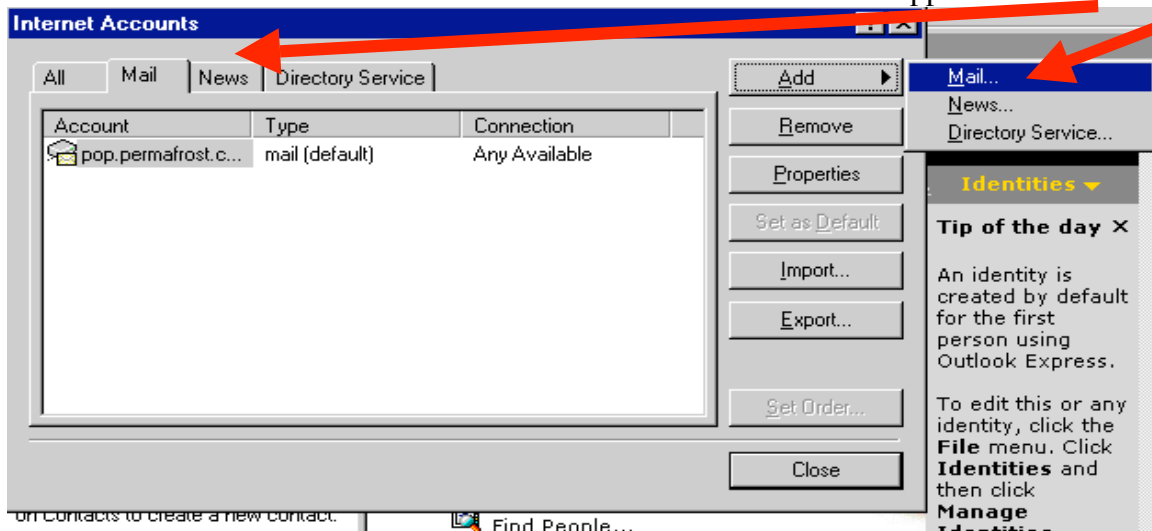 Internet Accounts
All Mail News Directory Service
Account Type Connection
pop.permafrost.c... mail (default) Any Available
Add
Remove
Properties
Set as Default
Import...
Export...
Set Order...
Close
Mail...
News...
Directory Service...
Identities
Tip of the day X
An identity is
created by default
for the first
person using
Outlook Express.
To edit this or any
identity, click the
File menu. Click
Identities and
then click
Manage
Identities
on Contacts to create a new contact.
Find People...